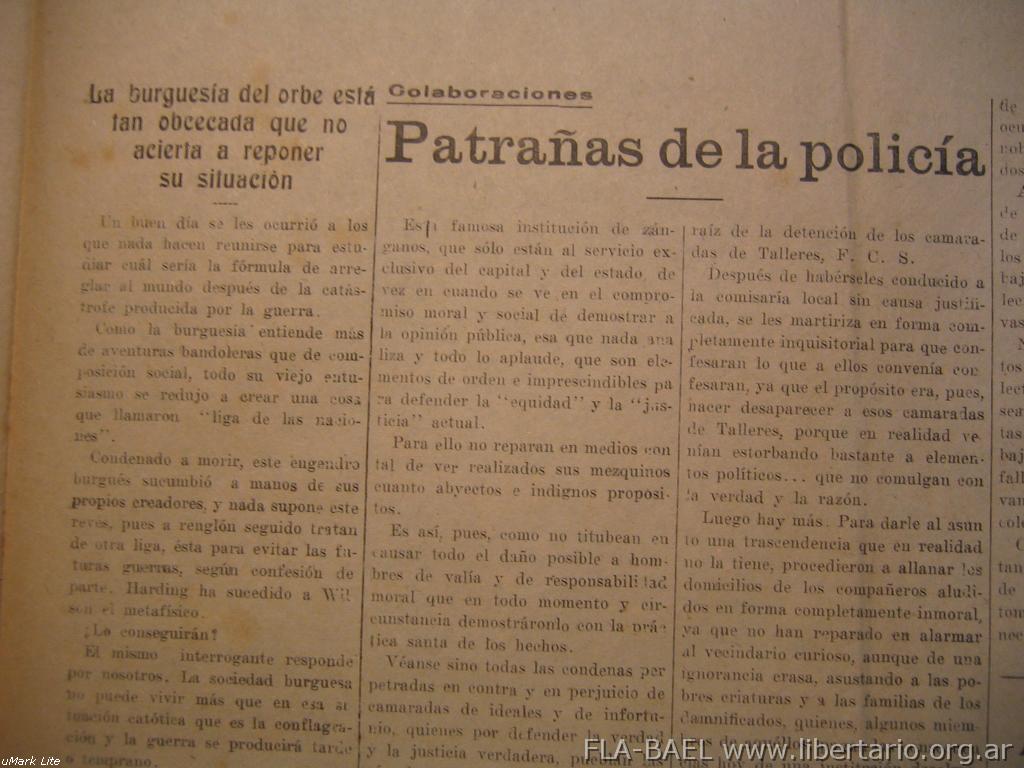 La burguesía del orbe está
tan obcecada que no
acierta a reponer
su situación
Un buen día se les ocurrió a los
que nada hacen reunirse para estu-
diar cuál sería la fórmula de arre-
glar al mundo después de la catás-
trofe producida por la guerra.
Como la burguesía entiende más
de aventuras bandoleras que de com-
posición social, todo su viejo entu-
siasmo se redujo a crear una cosa
que llamaron "liga de las nacio-
nes".
Condenado a morir, este engendro
burgués sucumbió a manos de sus
propios creadores, y nada supone este
revés, pues a renglón seguido tratan
de otra liga, ésta para evitar las fu-
turas guerras, según confesión de
parte. Harding ha sucedido a Wil
son el metafísico.
¿Lo conseguirán?
El mismo interrogante responde
por nosotros. La sociedad burguesa
no puede vivir más que en esa si
tuación catótica que es la conflagra-
ción y la guerra se producirá tarde
o temprano.
Colaboraciones
Patrañas de la policía
Esta famosa institución de zán-
ganos, que sólo están al servicio ex-
clusivo del capital y del estado, de
vez en cuando se ve en el compro-
miso moral y social de demostrar a
la opinión pública, esa que nada ana
liza y todo lo aplaude, que son ele-
mentos de orden e imprescindibles pa
ra defender la "equidad" y la "jus-
ticia" actual.
Para ello no reparan en medios con
tal de ver realizados sus mezquinos
cuanto abyectos e indignos proposi-
tos.
Es así, pues, como no titubean en
causar todo el daño posible a hom-
bres de valía y de responsabilidad
moral que en todo momento y cir-
cunstancia demostráronlo con la prác-
tica santa de los hechos.
Véanse sino todas las condenas per
petradas en contra y en perjuicio de
camaradas de ideales y de infortu-
nio, quienes por defender la verdad
y la justicia verdadera, pueblan las
raíz de la detención de los camara-
das de Talleres, F. C. S.
Después de habérseles conducido a
la comisaría local sin causa justifi-
cada, se les martiriza en forma com-
pletamente inquisitorial para que con-
fesaran lo que a ellos convenía con
fesaran, ya que el propósito era, pues,
hacer desaparecer a esos camaradas
de Talleres, porque en realidad ve
nían estorbando bastante a elemen-
tos políticos... que no comulgan con
la verdad y la razón.
Luego hay más. Para darle al asun
to una trascendencia que en realidad
no la tiene, procedieron a allanar los
domicilios de los compañeros aludi-
dos en forma completamente inmoral,
ya que no han reparado en alarmar
al vecindario curioso, aunque de una
ignorancia crasa, asustando a las po-
bres criaturas y a las familias de los
damnificados, quienes, algunos miem-
FLA-BAEL www.libertario.org.ar
uMark Lite